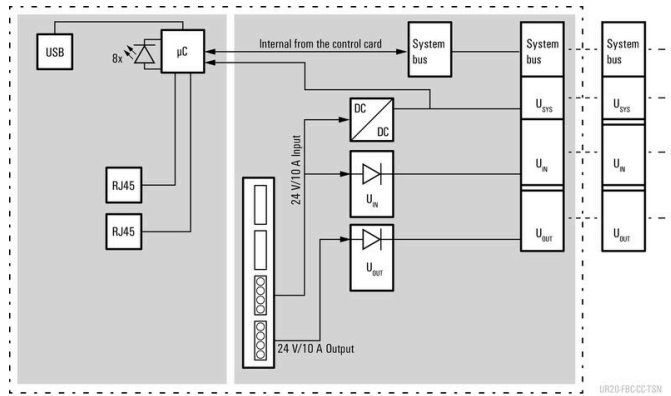 USB
8x
µC
Internal from the control card
System
bus
System
bus
System
bus
DC
DC
U SYS
U SYS
24 V/10 A Input
RJ45
U IN
U IN
U IN
RJ45
U OUT
U OUT
U OUT
24 V/10 A Output
UR20-FBC-CC-TSN